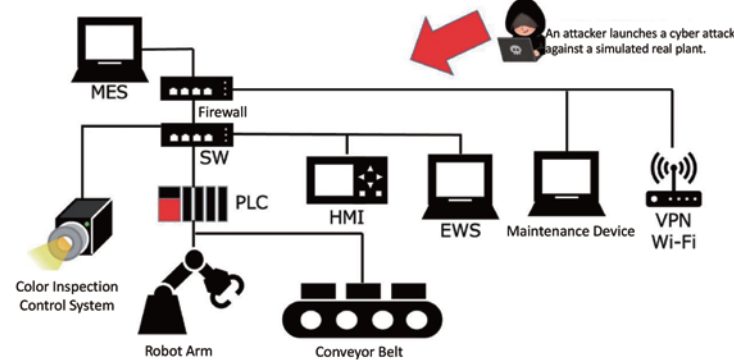 An attacker launches a cyber attack
against a simulated real plant.
MES
Firewall
SW
PLC
HMI
EWS
Maintenance Device
VPN
Wi-Fi
Color Inspection
Control System
Robot Arm
Conveyor Belt